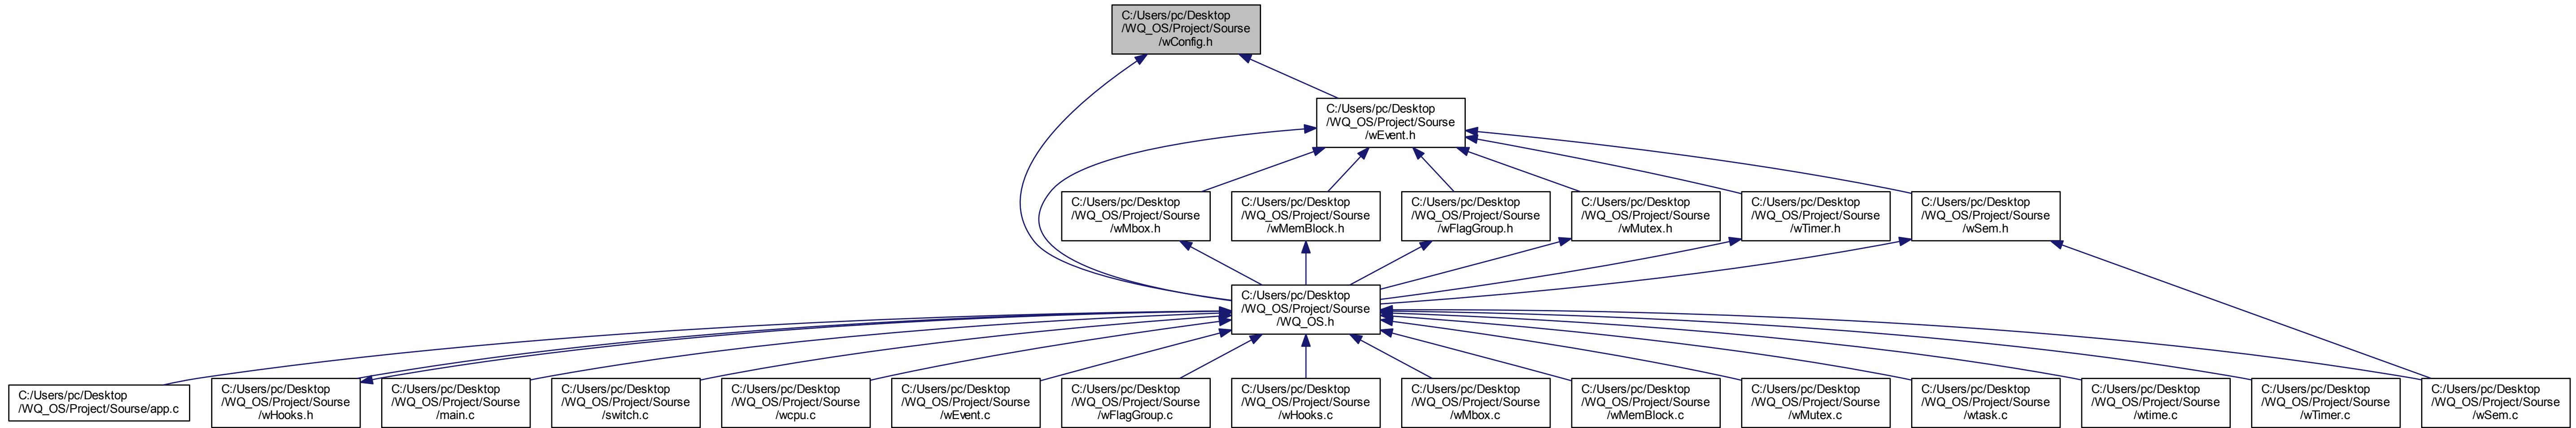 C:/Users/pc/Desktop
/WQ_OS/Project/Sourse
/wConfig.h
C:/Users/pc/Desktop
/WQ_OS/Project/Sourse
/wEvent.h
C:/Users/pc/Desktop
/WQ_OS/Project/Sourse
/wMbox.h
C:/Users/pc/Desktop
/WQ_OS/Project/Sourse
/wMemBlock.h
C:/Users/pc/Desktop
/WQ_OS/Project/Sourse
/wFlagGroup.h
C:/Users/pc/Desktop
/WQ_OS/Project/Sourse
/wMutex.h
C:/Users/pc/Desktop
/WQ_OS/Project/Sourse
/wTimer.h
C:/Users/pc/Desktop
/WQ_OS/Project/Sourse
/wSem.h
C:/Users/pc/Desktop
/WQ_OS/Project/Sourse
/WQ_OS.h
C:/Users/pc/Desktop
/WQ_OS/Project/Sourse/app.c
C:/Users/pc/Desktop
/WQ_OS/Project/Sourse
/wHooks.h
C:/Users/pc/Desktop
/WQ_OS/Project/Sourse
/main.c
C:/Users/pc/Desktop
/WQ_OS/Project/Sourse
/switch.c
C:/Users/pc/Desktop
/WQ_OS/Project/Sourse
/wcpu.c
C:/Users/pc/Desktop
/WQ_OS/Project/Sourse
/wEvent.c
C:/Users/pc/Desktop
/WQ_OS/Project/Sourse
/wFlagGroup.c
C:/Users/pc/Desktop
/WQ_OS/Project/Sourse
/wHooks.c
C:/Users/pc/Desktop
/WQ_OS/Project/Sourse
/wMbox.c
C:/Users/pc/Desktop
/WQ_OS/Project/Sourse
/wMemBlock.c
C:/Users/pc/Desktop
/WQ_OS/Project/Sourse
/wMutex.c
C:/Users/pc/Desktop
/WQ_OS/Project/Sourse
/wtask.c
C:/Users/pc/Desktop
/WQ_OS/Project/Sourse
/wtime.c
C:/Users/pc/Desktop
/WQ_OS/Project/Sourse
/wTimer.c
C:/Users/pc/Desktop
/WQ_OS/Project/Sourse
/wSem.c